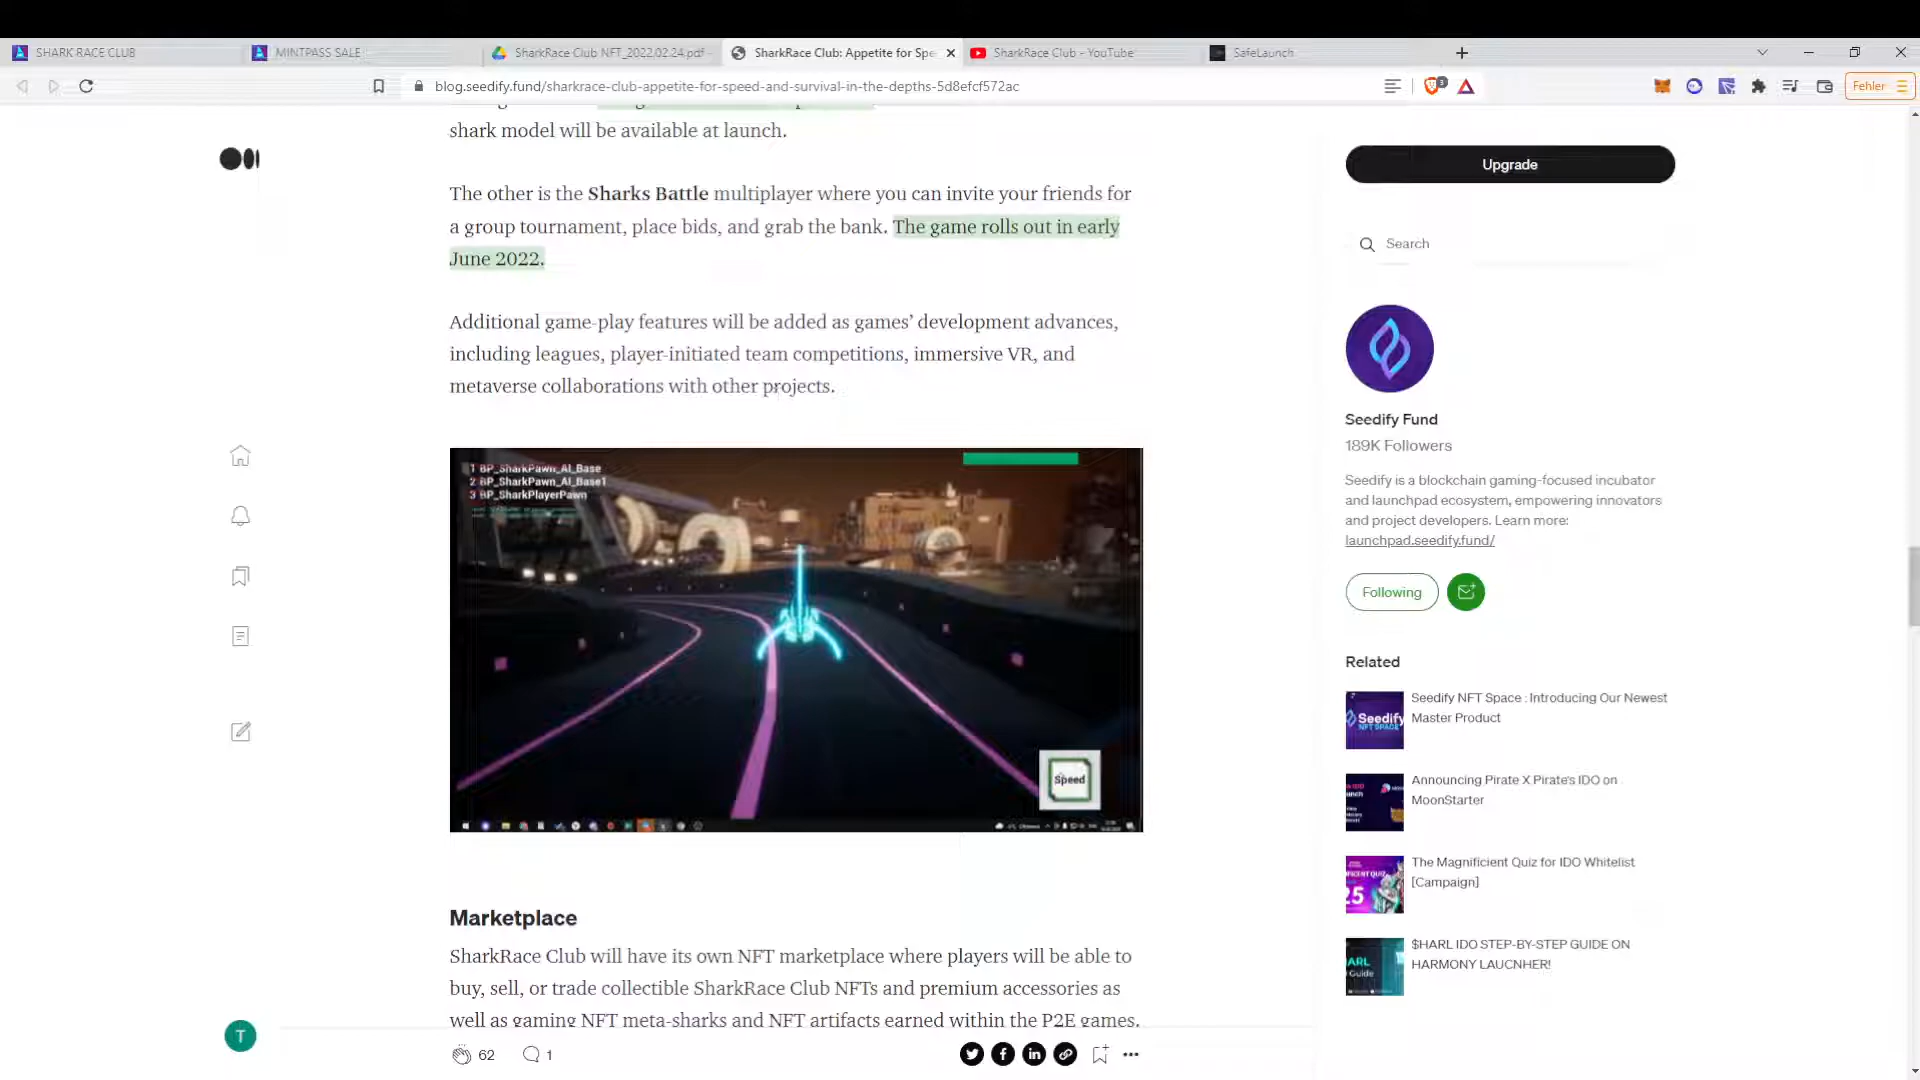 SHARK RACE CLUB
MINTPASS SALE
SharkRace Club NFT_2022.02.24.pdf -
SharkRace Club: Appetite for Spe
SharkRace Club - YouTube
SafeLaunch
blog.seedify.fund/sharkrace-club-appetite-for-speed-and-survival-in-the-depths-5d8efcf572ac
3
Fehler
shark model will be available at launch.
The other is the Sharks Battle multiplayer where you can invite your friends for
a group tournament, place bids, and grab the bank. The game rolls out in early
June 2022.
Additional game-play features will be added as games’ development advances,
including leagues, player-initiated team competitions, immersive VR, and
metaverse collaborations with other projects.
1 BP_SharkPawn_AI_Base
2 BP_SharkPawn_AI_Base1
3 BP_SharkPlayerPawn
Speed
Marketplace
SharkRace Club will have its own NFT marketplace where players will be able to
buy, sell, or trade collectible SharkRace Club NFTs and premium accessories as
well as gaming NFT meta-sharks and NFT artifacts earned within the P2E games.
62
1
T
Upgrade
Search
Seedify Fund
189K Followers
Seedify is a blockchain gaming-focused incubator
and launchpad ecosystem, empowering innovators
and project developers. Learn more:
launchpad.seedify.fund/
Following
Related
Seedify
NFT SPACE
Seedify NFT Space : Introducing Our Newest
Master Product
Announcing Pirate X Pirate's IDO on
MoonStarter
25
The Magnificient Quiz for IDO Whitelist
[Campaign]
ARL
Guide
$HARL IDO STEP-BY-STEP GUIDE ON
HARMONY LAUCNHER!